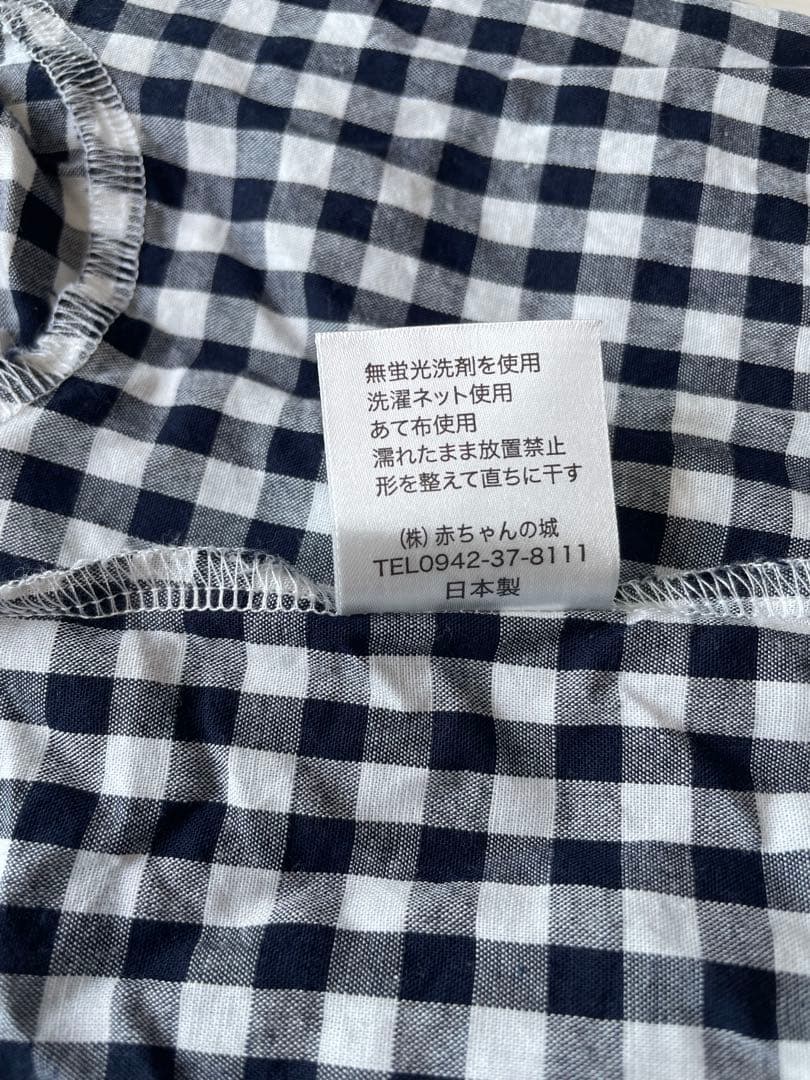 無蛍光洗剤を使用
洗濯ネット使用
あて布使用
濡れたまま放置禁止
形を整えて直ちに干す
(株)赤ちゃんの城
TEL0942-37-8111
日本製